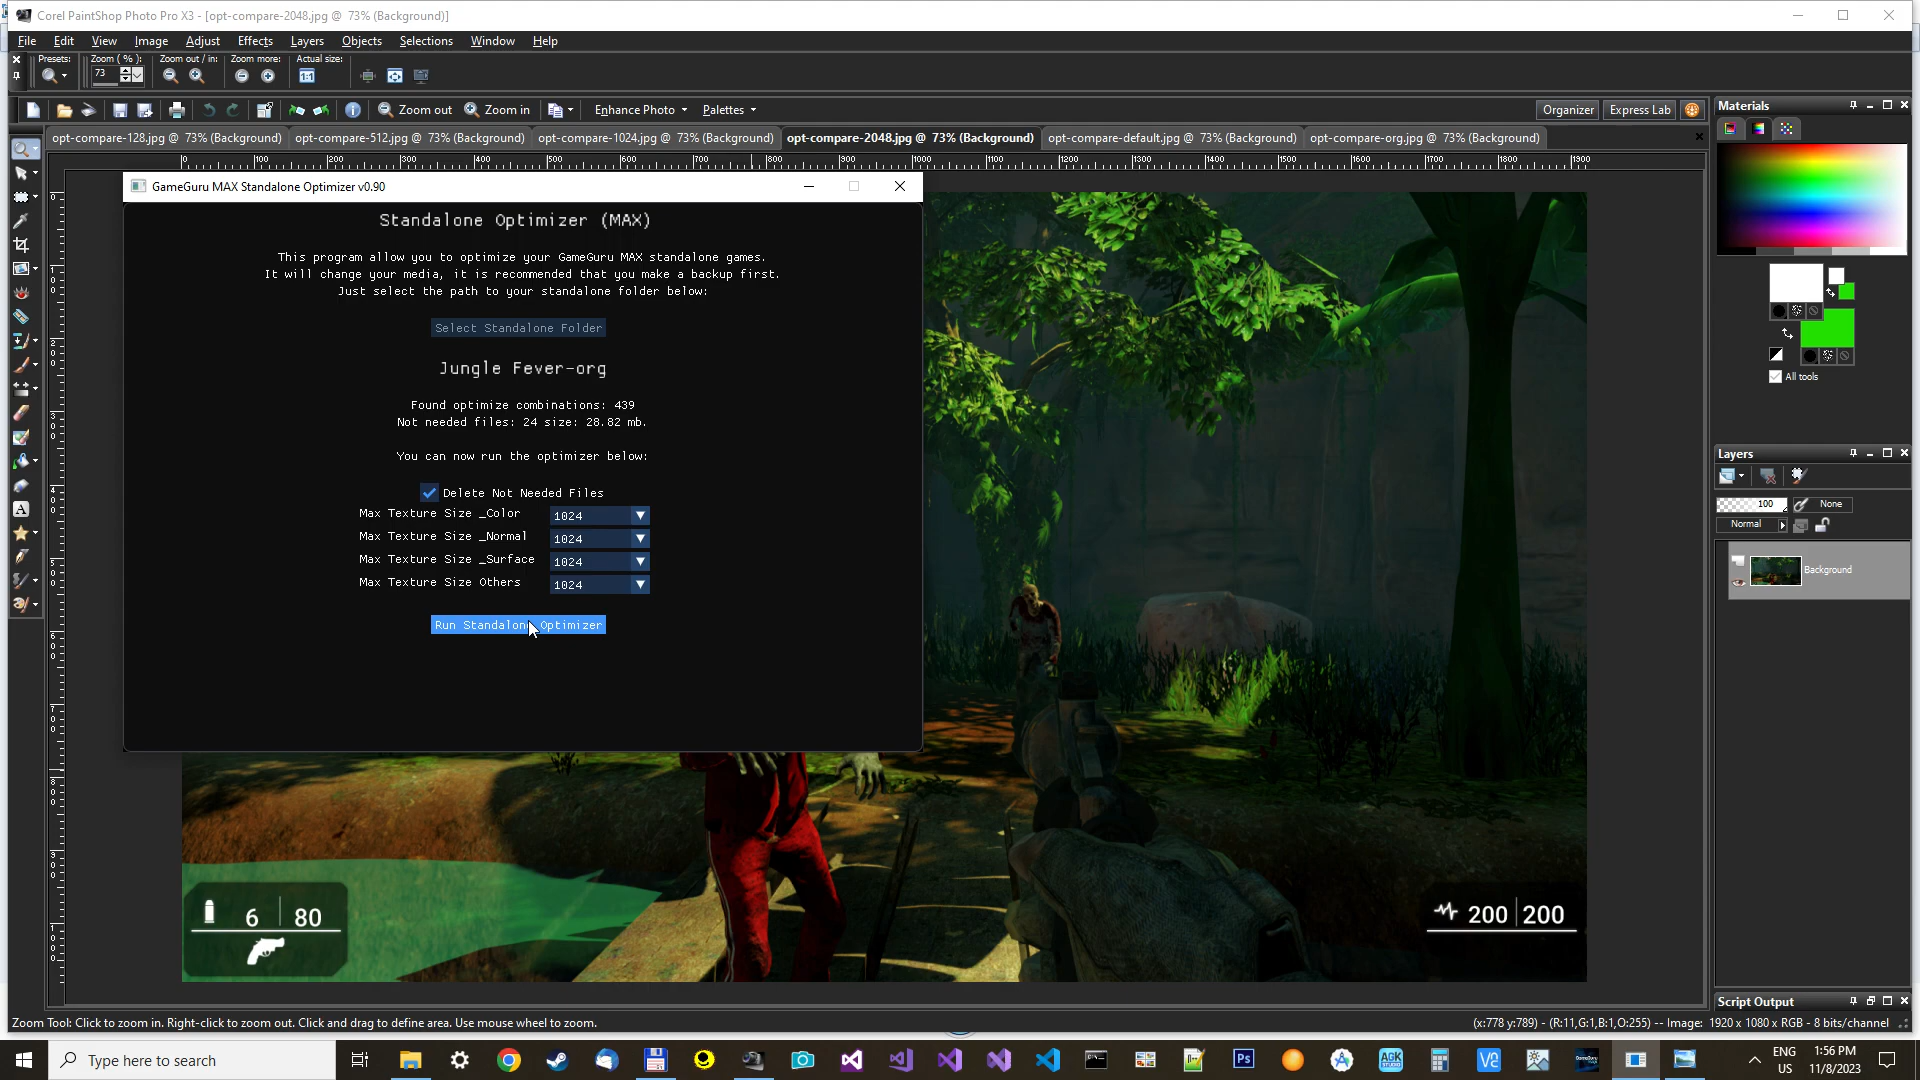 Corel PaintShop Photo Pro X3 - [opt-compare-2048.jpg @ 73% (Background)]
File Edit View Image Adjust Effects Layers Objects Selections Window Help
Presets: Zoom ( % ): Zoom out / in: Zoom more: Actual size:
73
Zoom out Zoom in Enhance Photo Palettes Organizer Express Lab
opt-compare-128.jpg @ 73% (Background) opt-compare-512.jpg @ 73% (Background) opt-compare-1024.jpg @ 73% (Background) opt-compare-2048.jpg @ 73% (Background) opt-compare-default.jpg @ 73% (Background) opt-compare-org.jpg @ 73% (Background)
GameGuru MAX Standalone Optimizer v0.90
Standalone Optimizer (MAX)
This program allow you to optimize your GameGuru MAX standalone games.
It will change your media, it is recommended that you make a backup first.
Just select the path to your standalone folder below:
Select Standalone Folder
Jungle Fever-org
Found optimize combinations: 439
Not needed files: 24 size: 28.82 mb.
You can now run the optimizer below:
Delete Not Needed Files
Max Texture Size _Color 1024
Max Texture Size _Normal 1024
Max Texture Size _Surface 1024
Max Texture Size Others 1024
Run Standalone Optimizer
6 80
200 200
Materials
All tools
Layers
100 None
Normal
Background
Script Output
Zoom Tool: Click to zoom in. Right-click to zoom out. Click and drag to define area. Use mouse wheel to zoom.
(x:778 y:789) - (R:11,G:1,B:1,O:255) -- Image: 1920 x 1080 x RGB - 8 bits/channel
Type here to search
ENG
US
1:56 PM
11/8/2023